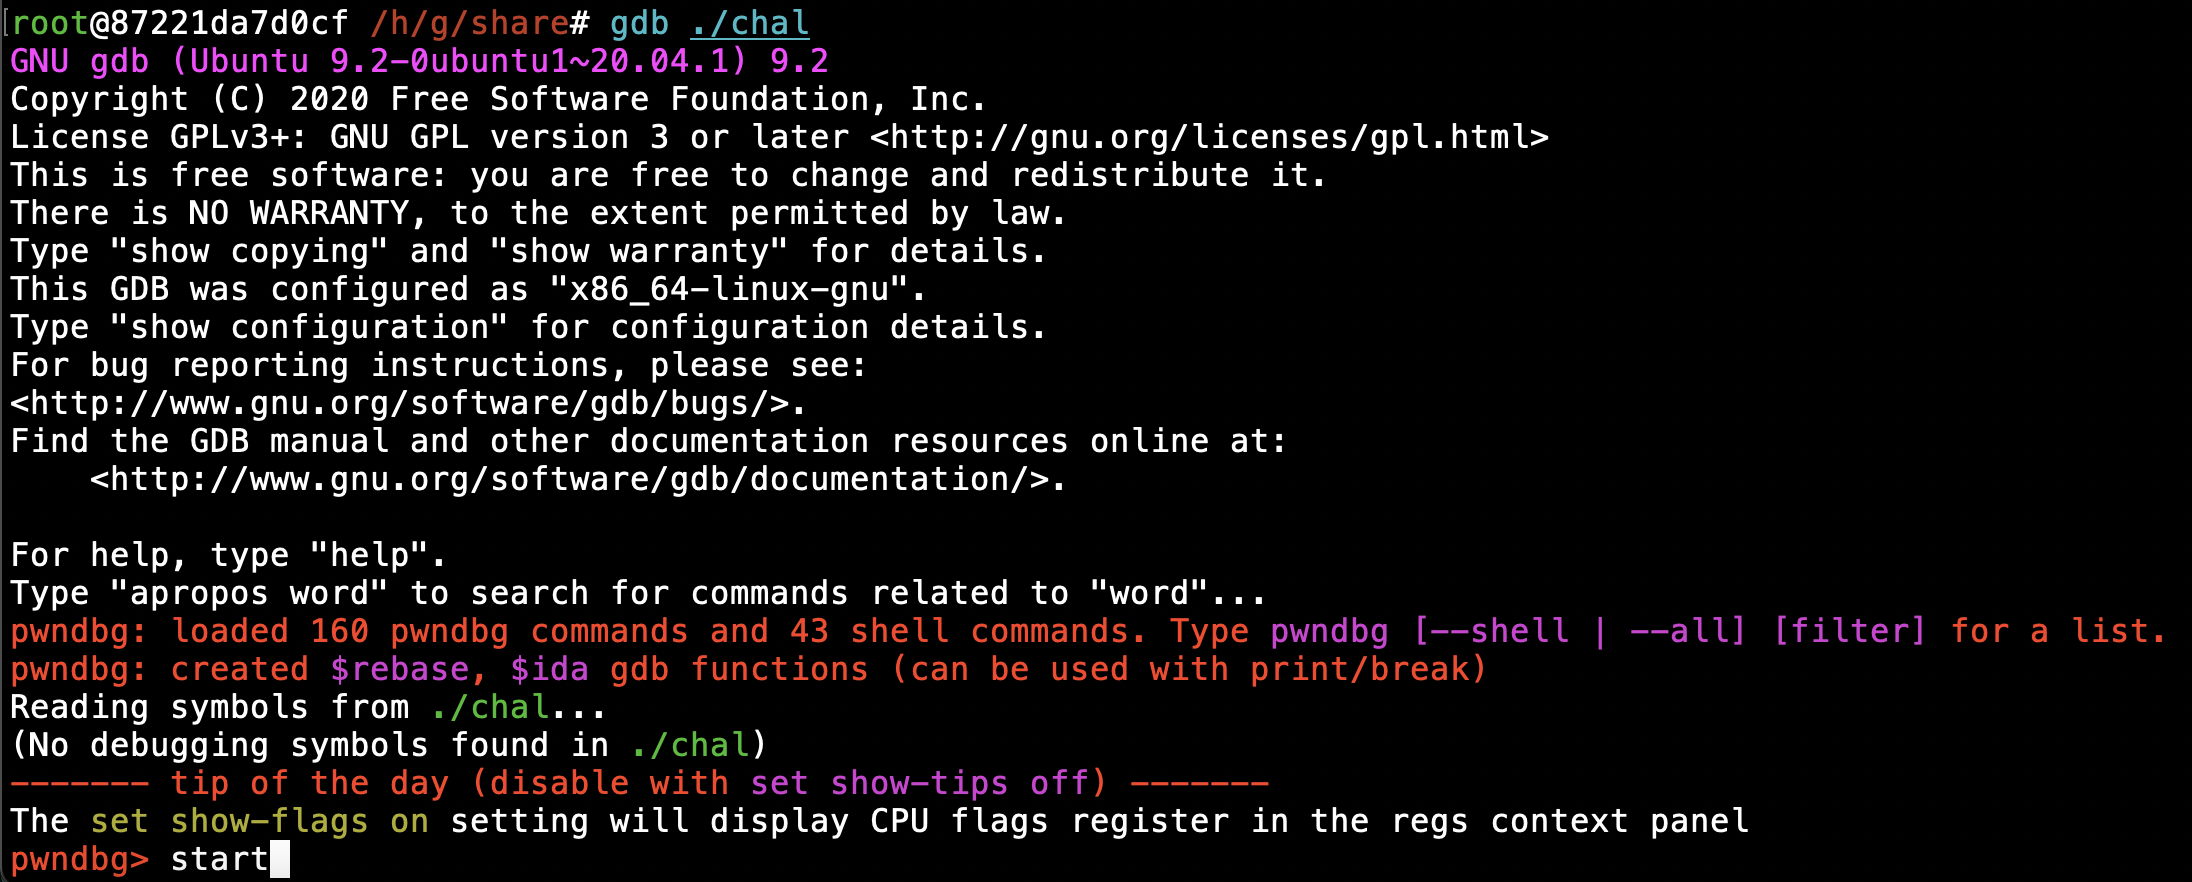 root@87221da7d0cf /h/g/share# gdb ./chal
GNU gdb (Ubuntu 9.2-0ubuntu1~20.04.1) 9.2
Copyright (C) 2020 Free Software Foundation, Inc.
License GPLv3+: GNU GPL version 3 or later <http://gnu.org/licenses/gpl.html>
This is free software: you are free to change and redistribute it.
There is NO WARRANTY, to the extent permitted by law.
Type "show copying" and "show warranty" for details.
This GDB was configured as "x86_64-linux-gnu".
Type "show configuration" for configuration details.
For bug reporting instructions, please see:
<http://www.gnu.org/software/gdb/bugs/>.
Find the GDB manual and other documentation resources online at:
    <http://www.gnu.org/software/gdb/documentation/>.

For help, type "help".
Type "apropos word" to search for commands related to "word"...
pwndbg: loaded 160 pwndbg commands and 43 shell commands. Type pwndbg [--shell | --all] [filter] for a list.
pwndbg: created $rebase, $ida gdb functions (can be used with print/break)
Reading symbols from ./chal...
(No debugging symbols found in ./chal)
------- tip of the day (disable with set show-tips off) -------
The set show-flags on setting will display CPU flags register in the regs context panel
pwndbg> start